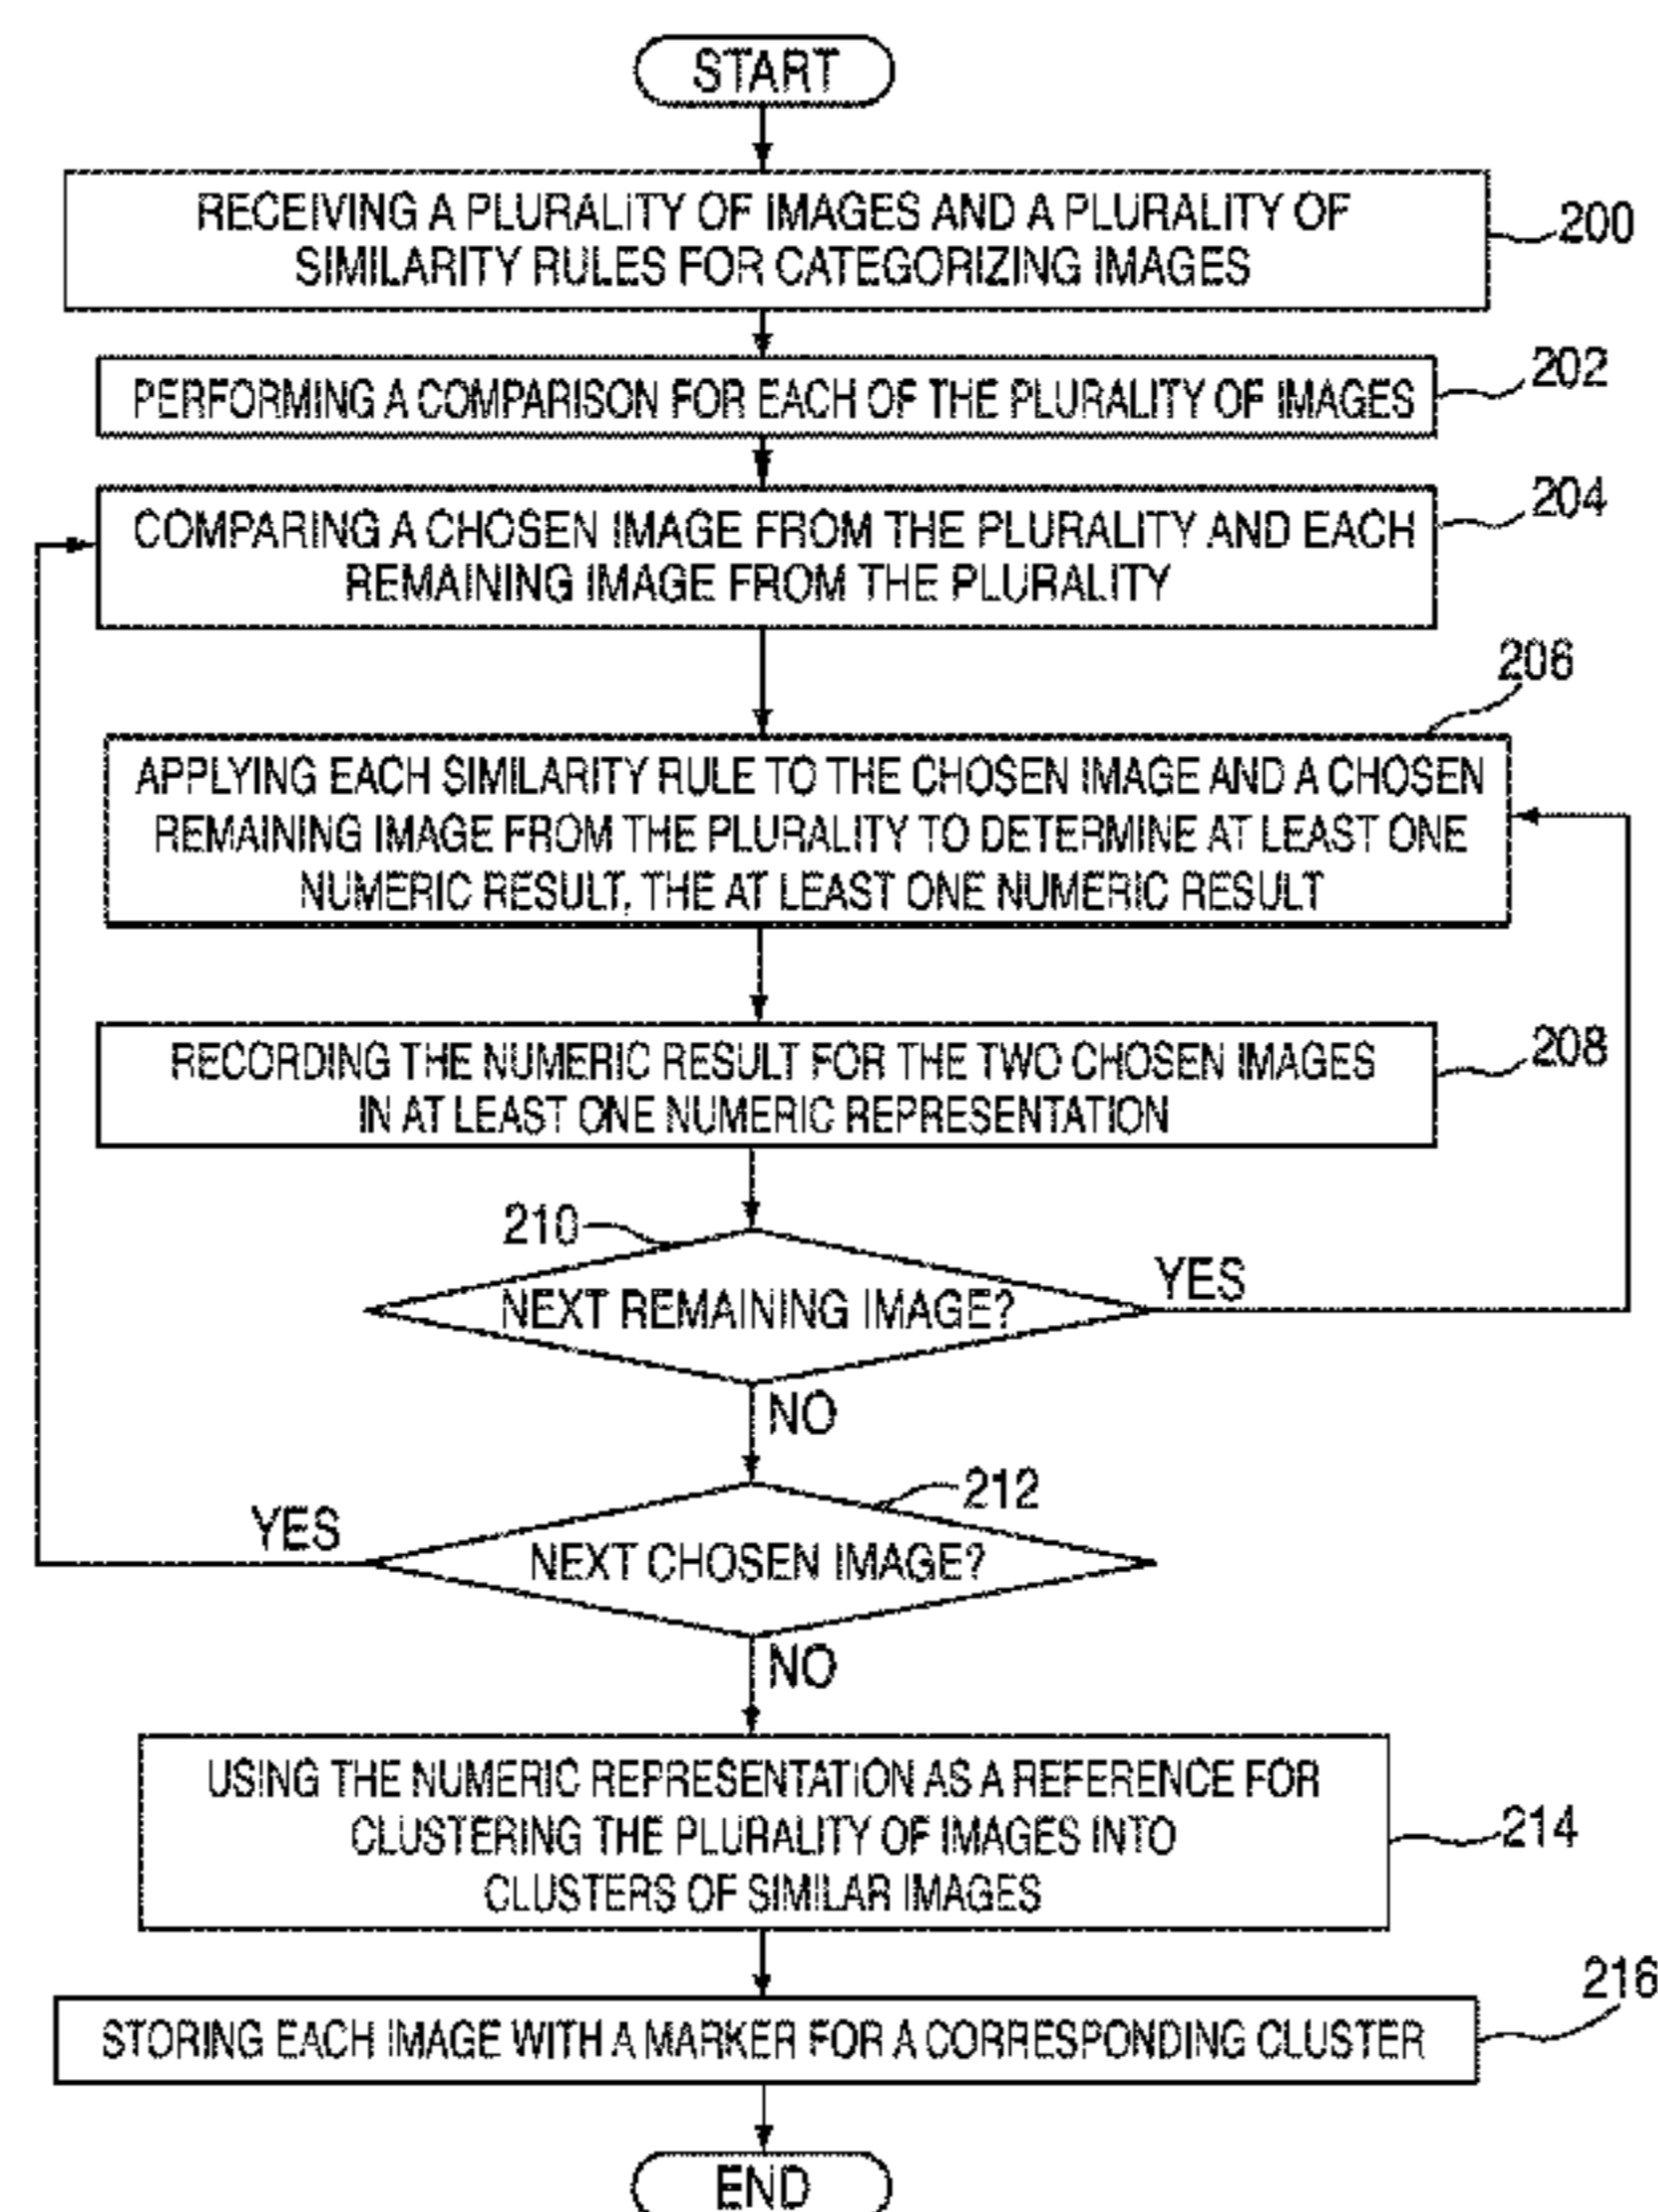 START
RECEIVING A PLURALITY OF IMAGES AND A PLURALITY OF
SIMILARITY RULES FOR CATEGORIZING IMAGES
200
PERFORMING A COMPARISON FOR EACH OF THE PLURALITY OF IMAGES
202
COMPARING A CHOSEN IMAGE FROM THE PLURALITY AND EACH
REMAINING IMAGE FROM THE PLURALITY
204
206
APPLYING EACH SIMILARITY RULE TO THE CHOSEN IMAGE AND A CHOSEN
REMAINING IMAGE FROM THE PLURALITY TO DETERMINE AT LEAST ONE
NUMERIC RESULT, THE AT LEAST ONE NUMERIC RESULT
RECORDING THE NUMERIC RESULT FOR THE TWO CHOSEN IMAGES
IN AT LEAST ONE NUMERIC REPRESENTATION
208
210
NEXT REMAINING IMAGE?
YES
NO
212
NEXT CHOSEN IMAGE?
YES
NO
USING THE NUMERIC REPRESENTATION AS A REFERENCE FOR
CLUSTERING THE PLURALITY OF IMAGES INTO
CLUSTERS OF SIMILAR IMAGES
214
216
STORING EACH IMAGE WITH A MARKER FOR A CORRESPONDING CLUSTER
END